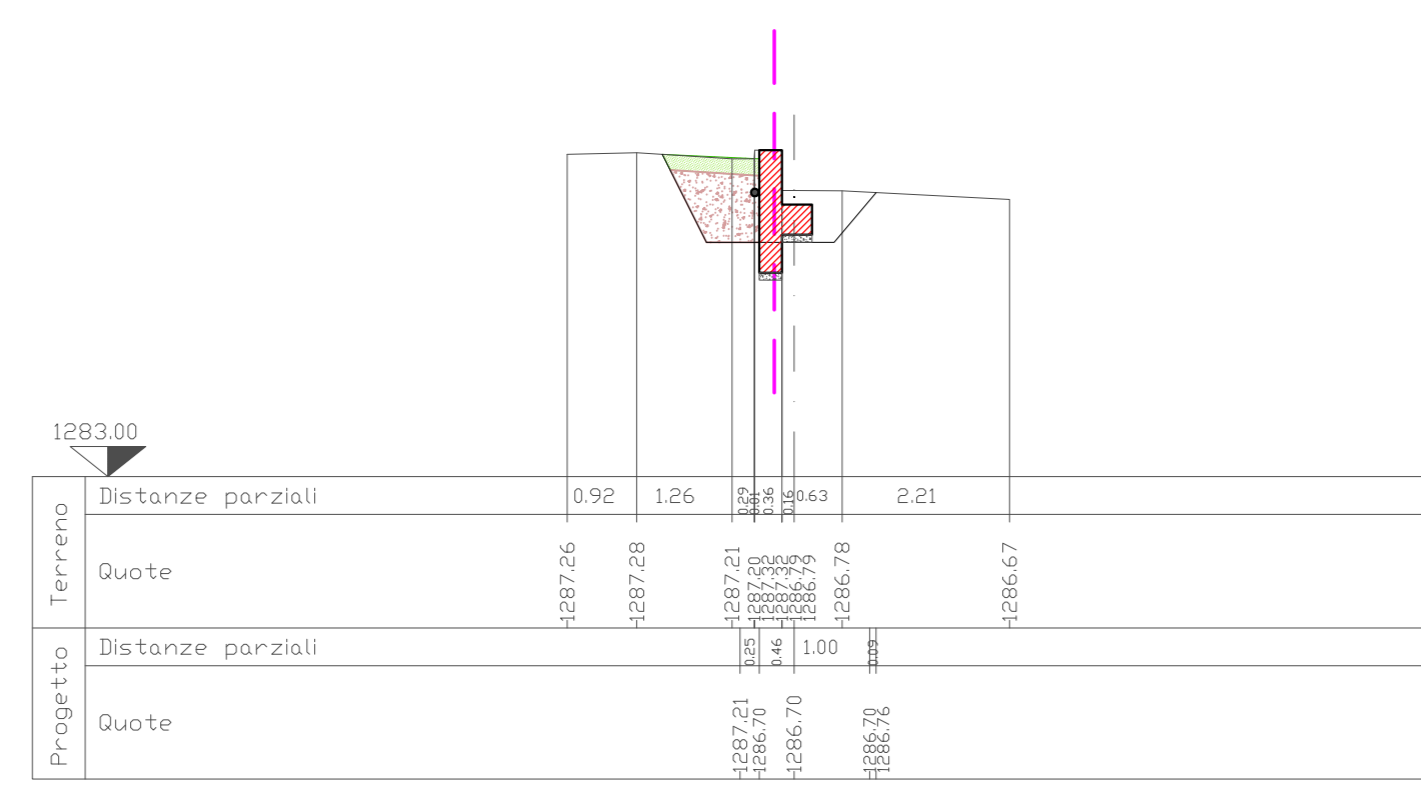 1283.00
Terreno
Distanze parziali 0.92 1.26 0.29 0.01 0.36 0.16 0.63 2.21
Quote 1287.26 1287.28 1287.21 1287.20 1287.32 1287.32 1286.79 1286.79 1286.78 1286.67
Progetto
Distanze parziali 0.25 0.46 1.00 0.09
Quote 1287.21 1286.70 1286.70 1286.70 1286.76